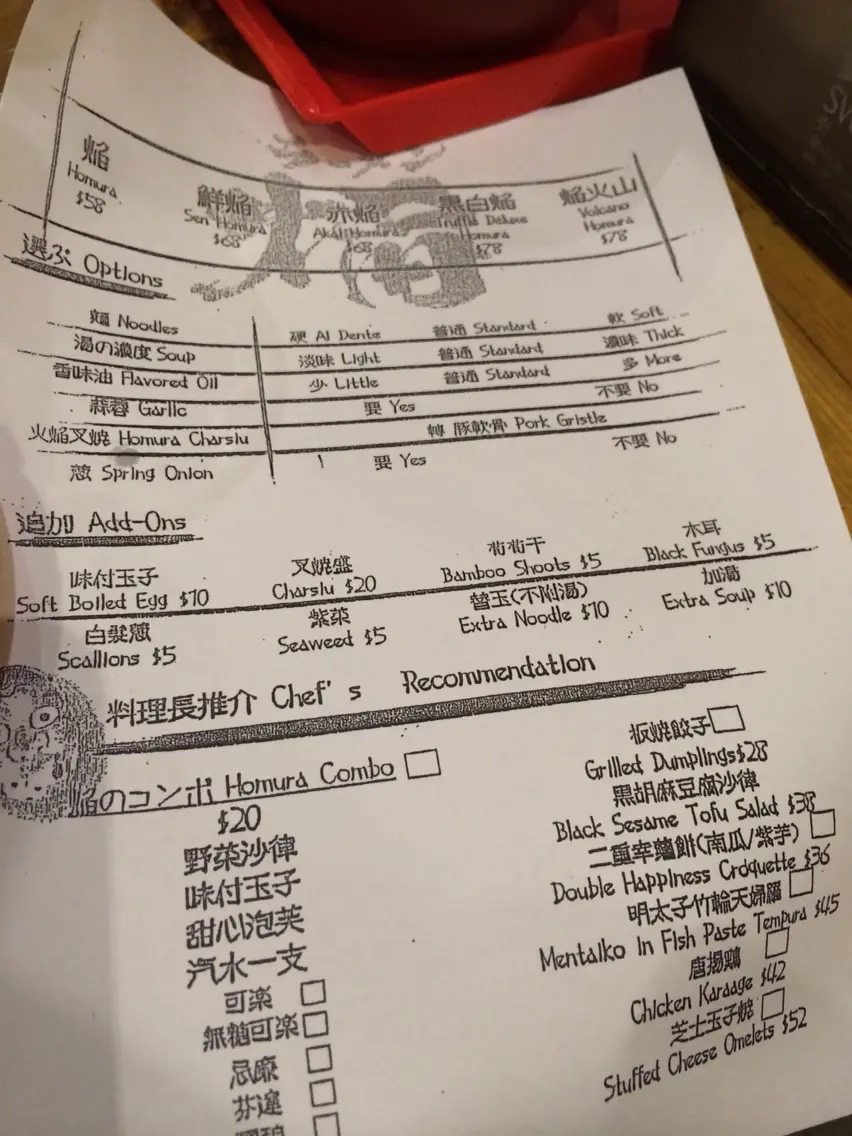 焔
Homura
$58
鮮焔
Sen Homura
$68
赤焔
Akai Homura
$68
黒白焔
Truffle Deluxe
Homura
$78
焔火山
Volcano
Homura
$78
選ぶ Options
麺 Noodles 硬 Al Dente 普通 Standard 軟 Soft
湯の濃度 Soup 淡味 Light 普通 Standard 濃味 Thick
香味油 Flavored Oil 少 Little 普通 Standard 多 More
蒜蓉 Garlic 要 Yes 不要 No
火焔叉焼 Homura Charsiu 轉 豚軟骨 Pork Gristle
葱 Spring Onion 要 Yes 不要 No
追加 Add-Ons
味付玉子 叉焼盛 筍筍干 木耳
Soft Boiled Egg $10 Charsiu $20 Bamboo Shoots $5 Black Fungus $5
白髮葱 紫菜 替玉(不附湯) 加湯
Scallions $5 Seaweed $5 Extra Noodle $10 Extra Soup $10
料理長推介 Chef's Recommendation
焔のコンボ Homura Combo
$20
野菜沙律
味付玉子
甜心泡芙
汽水一支
可楽
無糖可楽
忌廉
芬達
板焼餃子
Grilled Dumplings $28
黒胡麻豆腐沙律
Black Sesame Tofu Salad $38
二重幸薯餅(南瓜/紫芋)
Double Happiness Croquette $36
明太子竹輪天婦羅
Mentaiko In Fish Paste Tempura $45
唐揚鶏
Chicken Karaage $42
芝士玉子焼
Stuffed Cheese Omelets $52